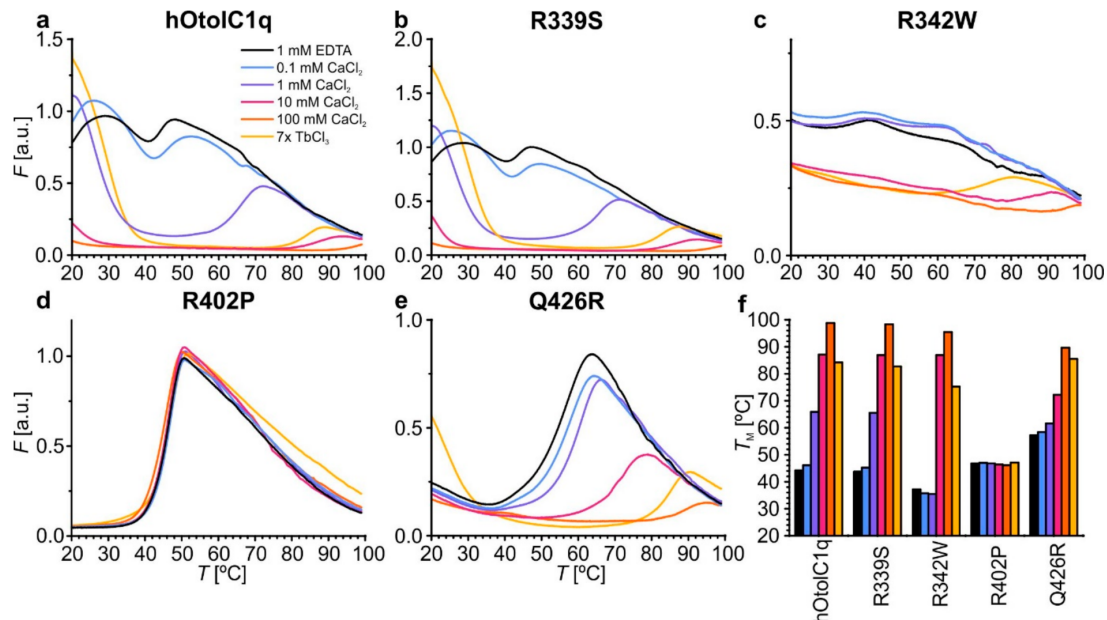 a hOtolC1q
b R339S
c R342W
F [a.u.]
1.5
1.0
0.5
0.0
20 30 40 50 60 70 80 90 100
1 mM EDTA
0.1 mM CaCl₂
1 mM CaCl₂
10 mM CaCl₂
100 mM CaCl₂
7x TbCl₃
2.0
1.5
1.0
0.5
0.0
20 30 40 50 60 70 80 90 100
0.5
0.0
20 30 40 50 60 70 80 90 100
d R402P
e Q426R
f
F [a.u.]
1.0
0.5
0.0
20 30 40 50 60 70 80 90 100
T [ºC]
1.0
0.5
0.0
20 30 40 50 60 70 80 90 100
T [ºC]
T_M [ºC]
100
90
80
70
60
50
40
30
20
hOtolC1q
R339S
R342W
R402P
Q426R